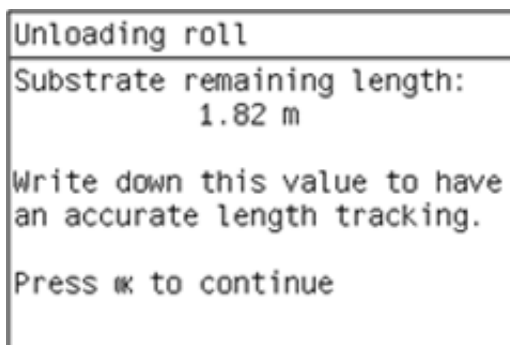 Unloading roll
Substrate remaining length:
1.82 m
Write down this value to have
an accurate length tracking.
Press OK to continue